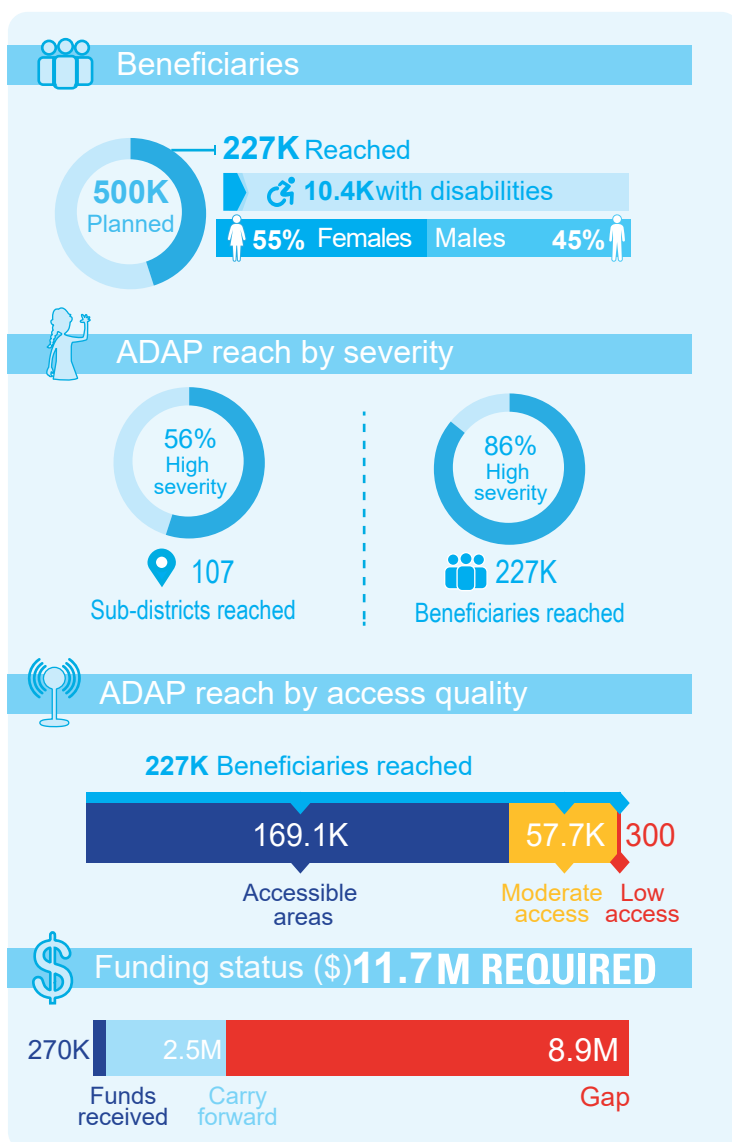 Beneficiaries
227K Reached
500K
Planned
10.4K with disabilities
55% Females Males 45%
ADAP reach by severity
56%
High
severity
107
Sub-districts reached
86%
High
severity
227K
Beneficiaries reached
ADAP reach by access quality
227K Beneficiaries reached
169.1K 57.7K 300
Accessible
areas
Moderate
access
Low
access
$ Funding status ($)11.7M REQUIRED
270K 2.5M 8.9M
Funds
received
Carry
forward
Gap